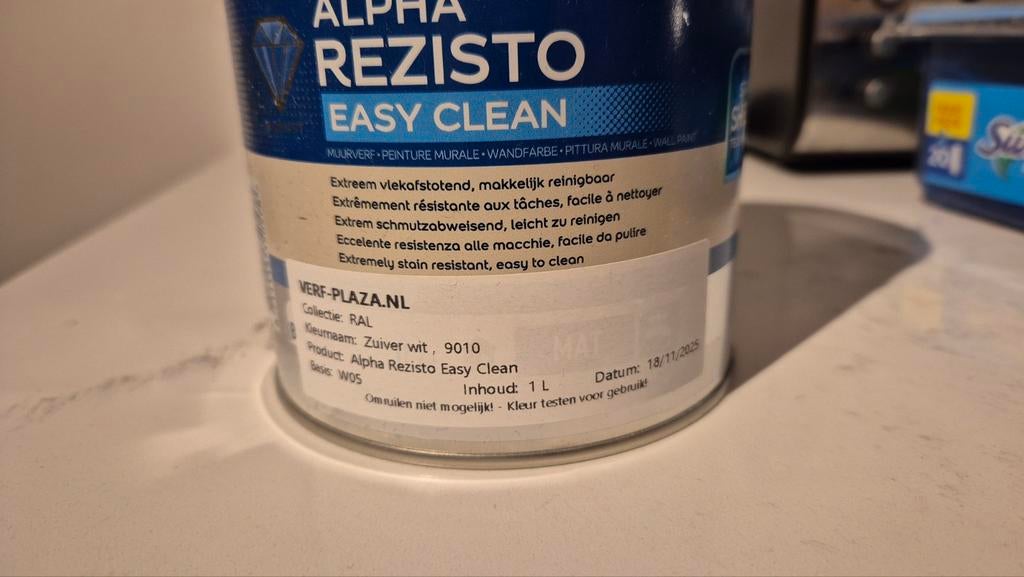 ALPHA
REZISTO
EASY CLEAN
MUURVERF • PEINTURE MURALE • WANDFARBE • PITTURA MURALE • WALL PAINT
Extreem vlekafstotend, makkelijk reinigbaar
Extrêmement résistante aux tâches, facile à nettoyer
Extrem schmutzabweisend, leicht zu reinigen
Eccelente resistenza alle macchie, facile da pulire
Extremely stain resistant, easy to clean
VERF-PLAZA.NL
Collectie: RAL
Kleurnaam: Zuiver wit , 9010
Product: Alpha Rezisto Easy Clean
Basis: W05
Inhoud: 1 L
Datum: 18/11/2025
Omruilen niet mogelijk! - Kleur testen voor gebruik!
MAT